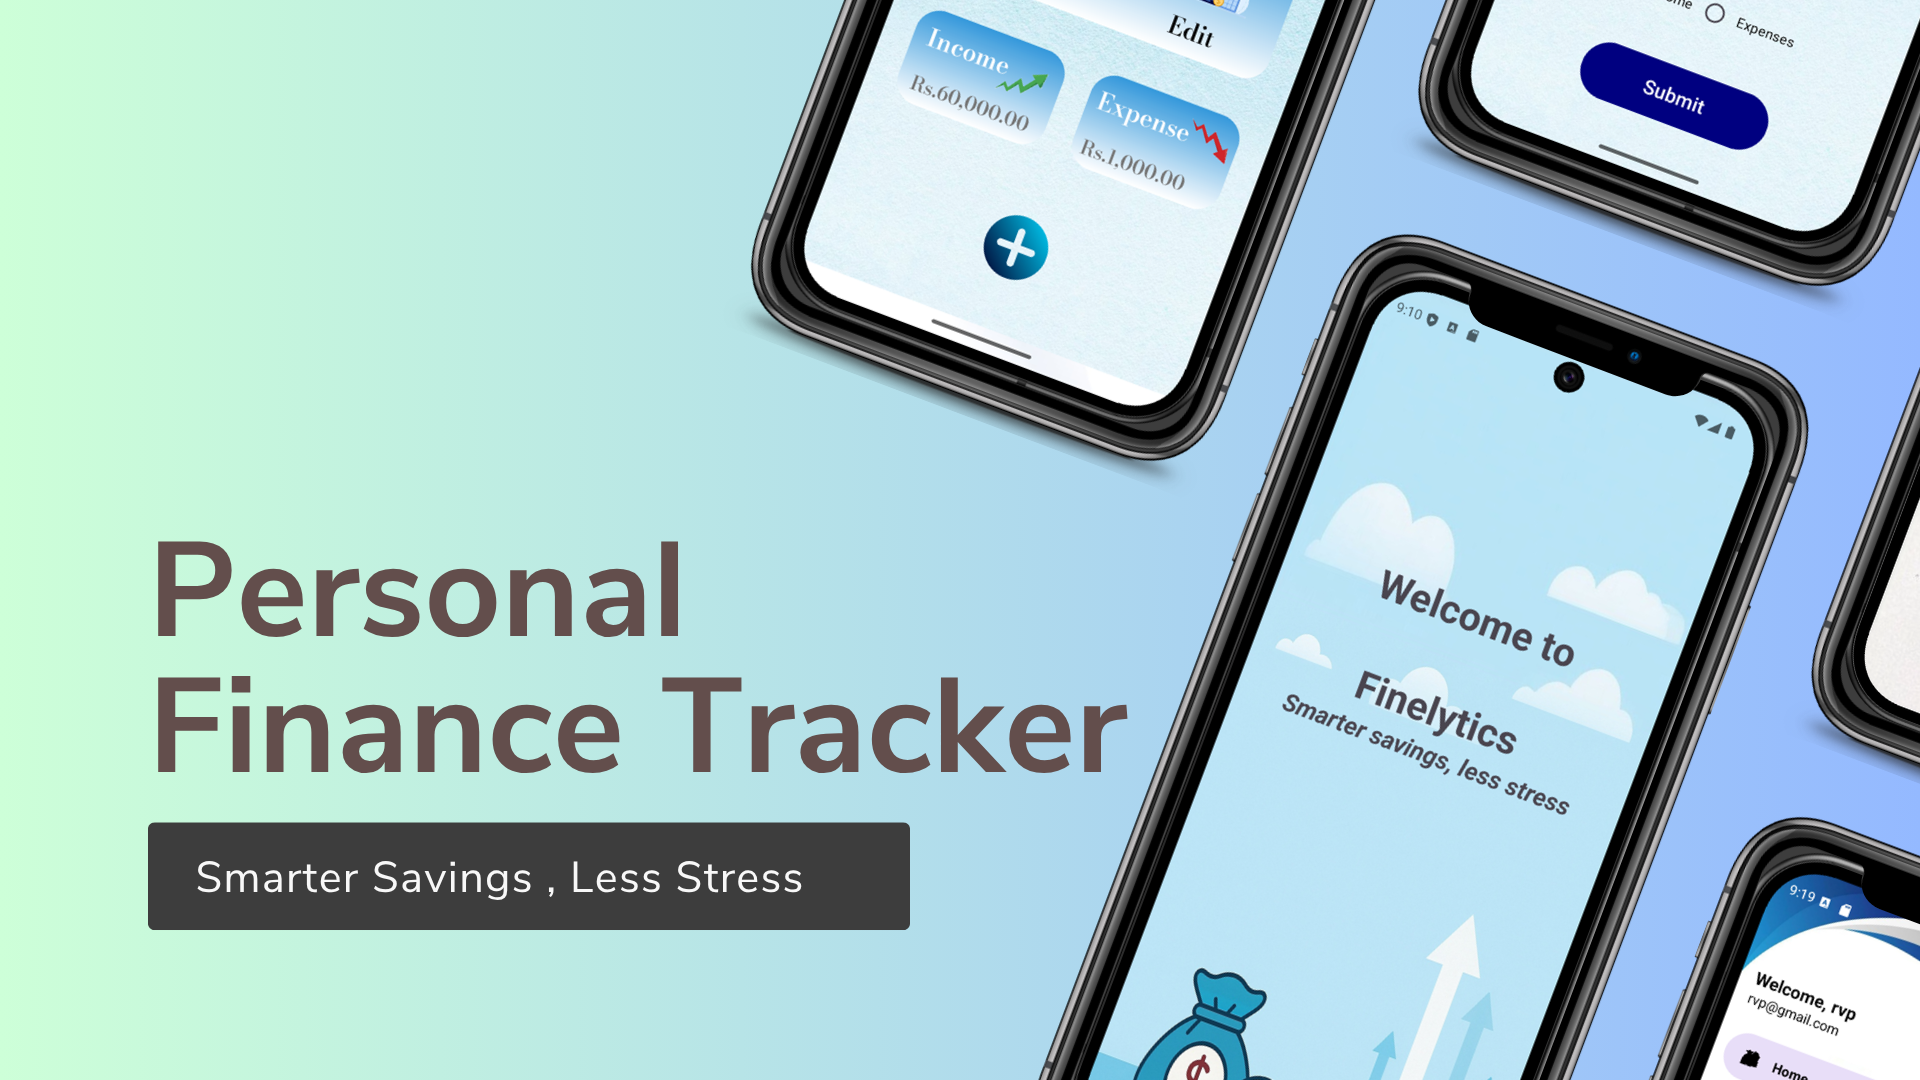 Edit
Income
Rs.60,000.00
Expense
Rs.1,000.00
Expenses
Submit
9:10
Welcome to
Finelytics
Smarter savings, less stress
Personal
Finance Tracker
Smarter Savings , Less Stress
9:19
Welcome, rvp
rvp@gmail.com
Home